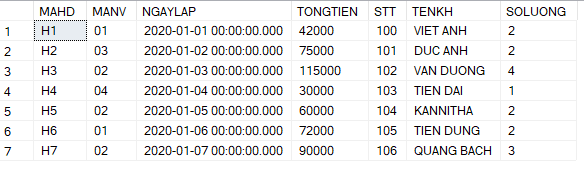 MAHD MANV NGAYLAP TONGTIEN STT TENKH SOLUONG
1 H1 01 2020-01-01 00:00:00.000 42000 100 VIET ANH 2
2 H2 03 2020-01-02 00:00:00.000 75000 101 DUC ANH 2
3 H3 02 2020-01-03 00:00:00.000 115000 102 VAN DUONG 4
4 H4 04 2020-01-04 00:00:00.000 30000 103 TIEN DAI 1
5 H5 02 2020-01-05 00:00:00.000 60000 104 KANNITHA 2
6 H6 01 2020-01-06 00:00:00.000 72000 105 TIEN DUNG 2
7 H7 02 2020-01-07 00:00:00.000 90000 106 QUANG BACH 3